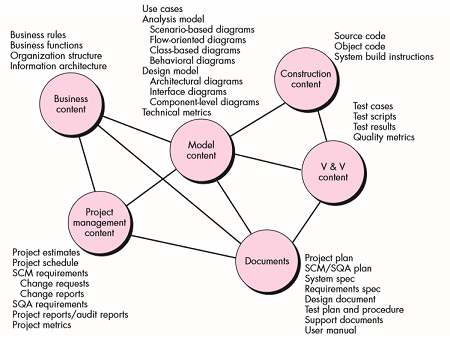 Business rules
Business functions
Organization structure
Information architecture
Use cases
Analysis model
Scenario-based diagrams
Flow-oriented diagrams
Class-based diagrams
Behavioral diagrams
Design model
Architectural diagrams
Interface diagrams
Component-level diagrams
Technical metrics
Source code
Object code
System build instructions
Business
content
Construction
content
Model
content
Test cases
Test scripts
Test results
Quality metrics
V & V
content
Project
management
content
Documents
Project estimates
Project schedule
SCM requirements
Change requests
Change reports
SQA requirements
Project reports/audit reports
Project metrics
Project plan
SCM/SQA plan
System spec
Requirements spec
Design document
Test plan and procedure
Support documents
User manual